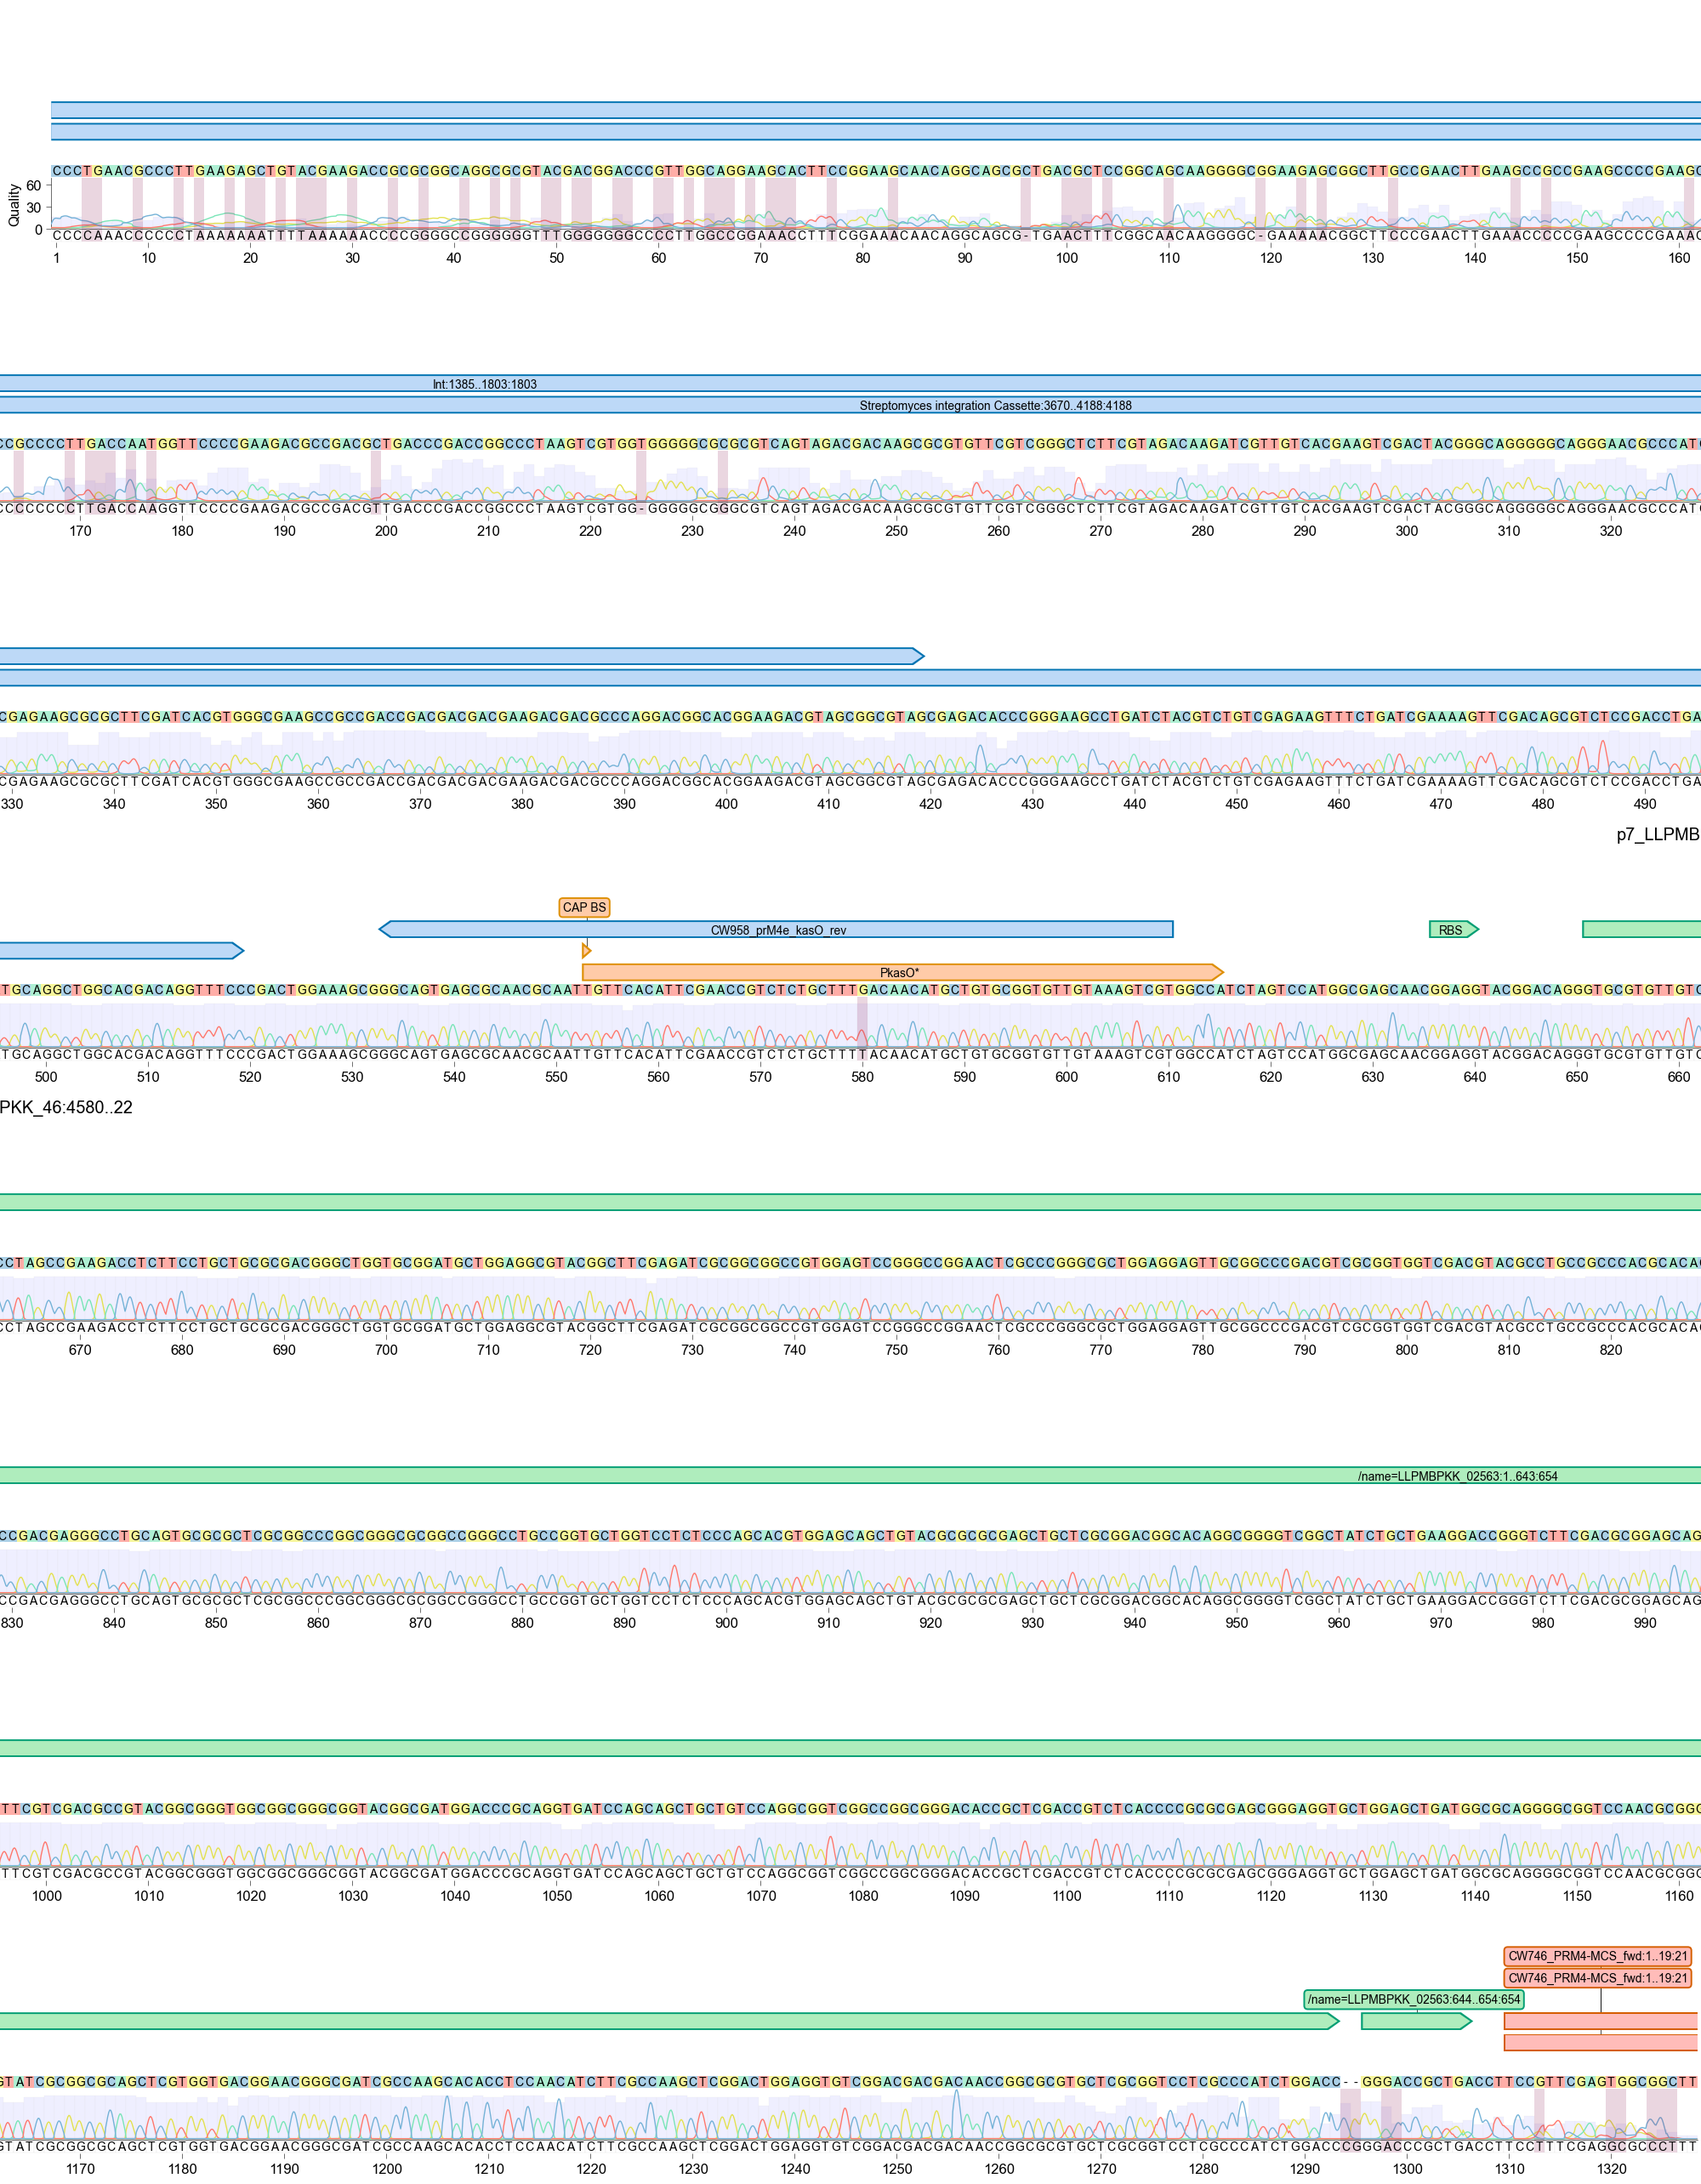 CCCTGAACGCCCTTGAAGAGCTGTACGAAGACCGCGCGGCAGGCGCGTACGACGGACCCGTTGGCAGGAAGCACTTCCGGAAGCAACAGGCAGCGCTGACGCTCCGGCAGCAAGGGGCGGAAGAGCGGCTTGCCGAACTTGAAGCCGCCGAAGCCCCGAAGC
60
Quality
30
0
CCCCAAACCCCCCTAAAAAAATTTTAAAAAACCCCGGGGCCGGGGGGTTTGGGGGGGCCCCTTGGCCGGAAACCTTTCGGAAACAACAGGCAGCG-TGAACTTTCGGCAACAAGGGGC-GAAAAACGGCTTCCCGAACTTGAAACCCCCGAAGCCCCGAAAC
1 10 20 30 40 50 60 70 80 90 100 110 120 130 140 150 160
Int:1385..1803:1803
Streptomyces integration Cassette:3670..4188:4188
CCGCCCCTTGACCAATGGTTCCCCGAAGACGCCGACGCTGACCCGACCGGCCCTAAGTCGTGGTGGGGGCGCGCGTCAGTAGACGACAAGCGCGTGTTCGTCGGGCTCTTCGTAGACAAGATCGTTGTCACGAAGTCGACTACGGGCAGGGGGCAGGGAACGCCCATC
CCCCCCCTTGACCAAGGTTCCCCGAAGACGCCGACGTTGACCCGACCGGCCCTAAGTCGTGG-GGGGGCGGGCGTCAGTAGACGACAAGCGCGTGTTCGTCGGGCTCTTCGTAGACAAGATCGTTGTCACGAAGTCGACTACGGGCAGGGGGCAGGGAACGCCCATC
170 180 190 200 210 220 230 240 250 260 270 280 290 300 310 320
CGAGAAGCGCGCTTCGATCACGTGGGCGAAGCCGCCGACCGACGACGACGAAGACGACGCCCAGGACGGCACGGAAGACGTAGCGGCGTAGCGAGACACCCGGGAAGCCTGATCTACGTCTGTCGAGAAGTTTCTGATCGAAAAGTTCGACAGCGTCTCCGACCTGA
CGAGAAGCGCGCTTCGATCACGTGGGCGAAGCCGCCGACCGACGACGACGAAGACGACGCCCAGGACGGCACGGAAGACGTAGCGGCGTAGCGAGACACCCGGGAAGCCTGATCTACGTCTGTCGAGAAGTTTCTGATCGAAAAGTTCGACAGCGTCTCCGACCTGA
330 340 350 360 370 380 390 400 410 420 430 440 450 460 470 480 490
p7_LLPMB
CAP BS
CW958_prM4e_kasO_rev
RBS
PkasO*
TGCAGGCTGGCACGACAGGTTTCCCGACTGGAAAGCGGGCAGTGAGCGCAACGCAATTGTTCACATTCGAACCGTCTCTGCTTTGACAACATGCTGTGCGGTGTTGTAAAGTCGTGGCCATCTAGTCCATGGCGAGCAACGGAGGTACGGACAGGGTGCGTGTTGTC
TGCAGGCTGGCACGACAGGTTTCCCGACTGGAAAGCGGGCAGTGAGCGCAACGCAATTGTTCACATTCGAACCGTCTCTGCTTTTACAACATGCTGTGCGGTGTTGTAAAGTCGTGGCCATCTAGTCCATGGCGAGCAACGGAGGTACGGACAGGGTGCGTGTTGTC
500 510 520 530 540 550 560 570 580 590 600 610 620 630 640 650 660
PKK_46:4580..22
CCTAGCCGAAGACCTCTTCCTGCTGCGCGACGGGCTGGTGCGGATGCTGGAGGCGTACGGCTTCGAGATCGCGGCGGCCGTGGAGTCCGGGCCGGAACTCGCCCGGGCGCTGGAGGAGTTGCGGCCCGACGTCGCGGTGGTCGACGTACGCCTGCCGCCCACGCACAC
CCTAGCCGAAGACCTCTTCCTGCTGCGCGACGGGCTGGTGCGGATGCTGGAGGCGTACGGCTTCGAGATCGCGGCGGCCGTGGAGTCCGGGCCGGAACTCGCCCGGGCGCTGGAGGAGTTGCGGCCCGACGTCGCGGTGGTCGACGTACGCCTGCCGCCCACGCACAC
670 680 690 700 710 720 730 740 750 760 770 780 790 800 810 820
/name=LLPMBPKK_02563:1..643:654
CCGACGAGGGCCTGCAGTGCGCGCTCGCGGCCCGGCGGGCGCGGCCGGGCCTGCCGGTGCTGGTCCTCTCCCAGCACGTGGAGCAGCTGTACGCGCGCGAGCTGCTCGCGGACGGCACAGGCGGGGTCGGCTATCTGCTGAAGGACCGGGTCTTCGACGCGGAGCAG
CCGACGAGGGCCTGCAGTGCGCGCTCGCGGCCCGGCGGGCGCGGCCGGGCCTGCCGGTGCTGGTCCTCTCCCAGCACGTGGAGCAGCTGTACGCGCGCGAGCTGCTCGCGGACGGCACAGGCGGGGTCGGCTATCTGCTGAAGGACCGGGTCTTCGACGCGGAGCAG
830 840 850 860 870 880 890 900 910 920 930 940 950 960 970 980 990
TTCGTCGACGCCGTACGGCGGGTGGCGGCGGGCGGTACGGCGATGGACCCGCAGGTGATCCAGCAGCTGCTGTCCAGGCGGTCGGCCGGCGGGACACCGCTCGACCGTCTCACCCCGCGCGAGCGGGAGGTGCTGGAGCTGATGGCGCAGGGGCGGTCCAACGCGGC
TTCGTCGACGCCGTACGGCGGGTGGCGGCGGGCGGTACGGCGATGGACCCGCAGGTGATCCAGCAGCTGCTGTCCAGGCGGTCGGCCGGCGGGACACCGCTCGACCGTCTCACCCCGCGCGAGCGGGAGGTGCTGGAGCTGATGGCGCAGGGGCGGTCCAACGCGGC
1000 1010 1020 1030 1040 1050 1060 1070 1080 1090 1100 1110 1120 1130 1140 1150 1160
CW746_PRM4-MCS_fwd:1..19:21
CW746_PRM4-MCS_fwd:1..19:21
/name=LLPMBPKK_02563:644..654:654
GTATCGCGGCGCAGCTCGTGGTGACGGAACGGGCGATCGCCAAGCACACCTCCAACATCTTCGCCAAGCTCGGACTGGAGGTGTCGGACGACGACAACCGGCGCGTGCTCGCGGTCCTCGCCCATCTGGACC--GGGACCGCTGACCTTCCGTTCGAGTGGCGGCTT
GTATCGCGGCGCAGCTCGTGGTGACGGAACGGGCGATCGCCAAGCACACCTCCAACATCTTCGCCAAGCTCGGACTGGAGGTGTCGGACGACGACAACCGGCGCGTGCTCGCGGTCCTCGCCCATCTGGACCCGGGACCCGCTGACCTTCCTTTCGAGGCGCCCTTT
1170 1180 1190 1200 1210 1220 1230 1240 1250 1260 1270 1280 1290 1300 1310 1320